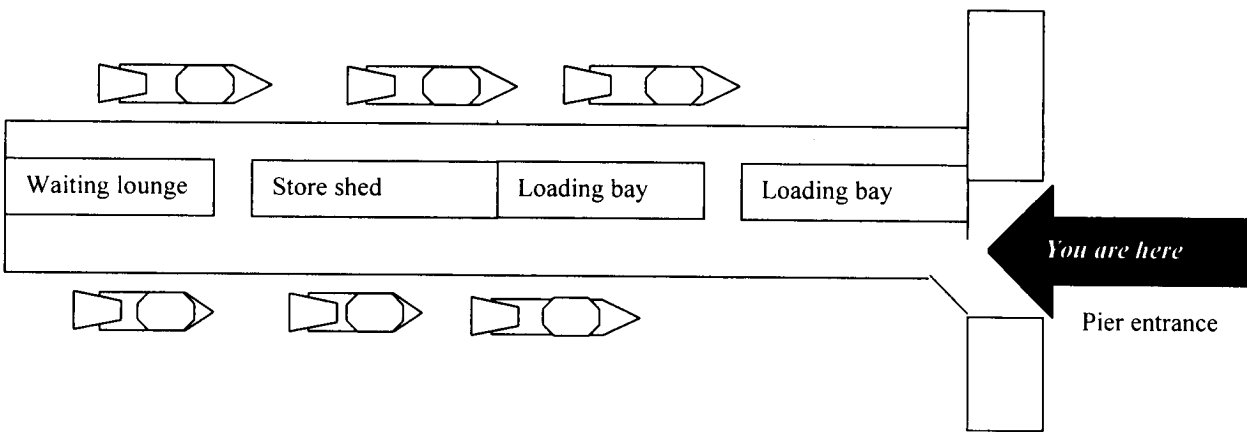 Waiting lounge
Store shed
Loading bay
Loading bay
You are here
Pier entrance